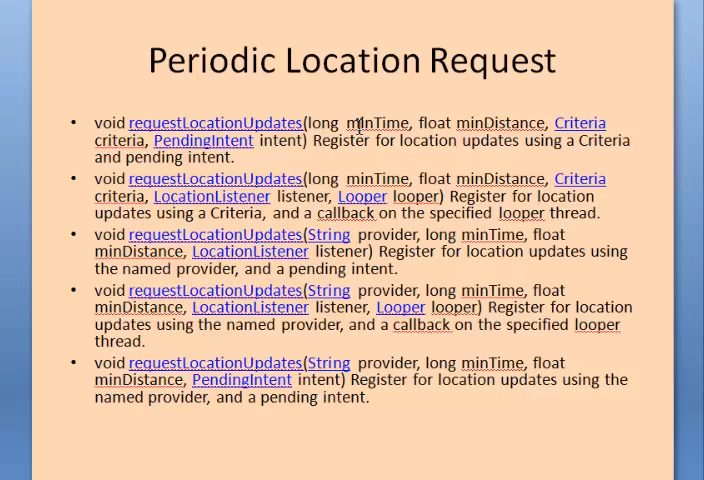 Periodic Location Request
• void requestLocationUpdates(long minTime, float minDistance, Criteria
criteria, PendingIntent intent) Register for location updates using a Criteria
and pending intent.
• void requestLocationUpdates(long minTime, float minDistance, Criteria
criteria, LocationListener listener, Looper looper) Register for location
updates using a Criteria, and a callback on the specified looper thread.
• void requestLocationUpdates(String provider, long minTime, float
minDistance, LocationListener listener) Register for location updates using
the named provider, and a pending intent.
• void requestLocationUpdates(String provider, long minTime, float
minDistance, LocationListener listener, Looper looper) Register for location
updates using the named provider, and a callback on the specified looper
thread.
• void requestLocationUpdates(String provider, long minTime, float
minDistance, PendingIntent intent) Register for location updates using the
named provider, and a pending intent.